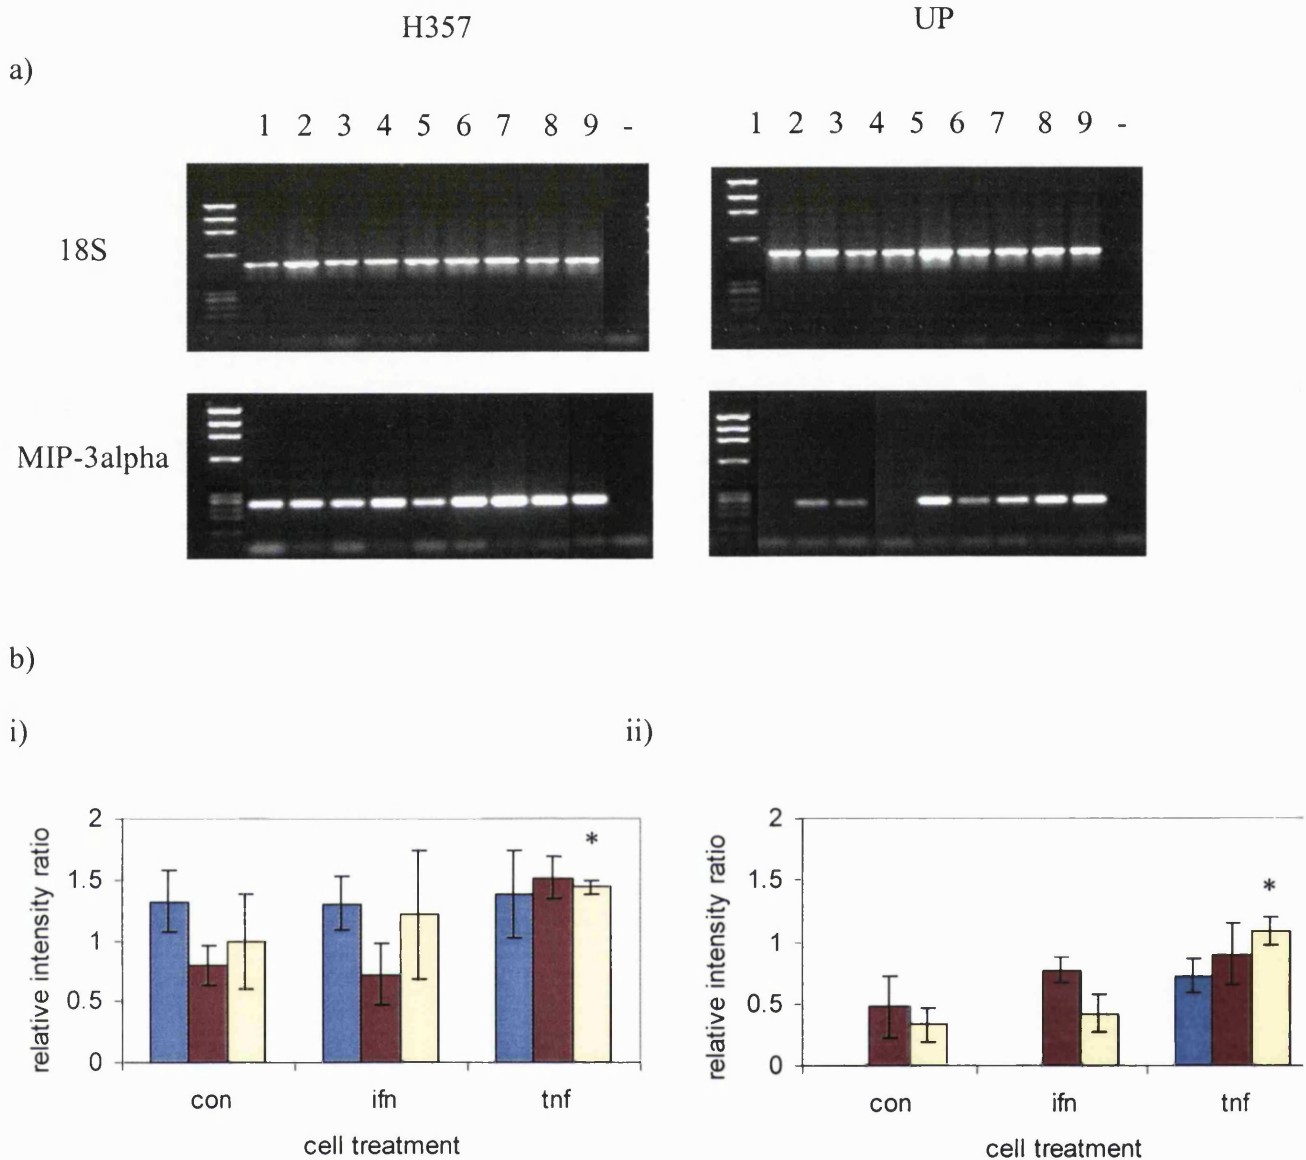 H357 UP
a)
1 2 3 4 5 6 7 8 9 - 1 2 3 4 5 6 7 8 9 -
18S
MIP-3alpha
b)
i) ii)
2 2
* 
1.5 1.5
*
1 1
0.5 0.5
0 0
relative intensity ratio relative intensity ratio
con ifn tnf con ifn tnf
cell treatment cell treatment